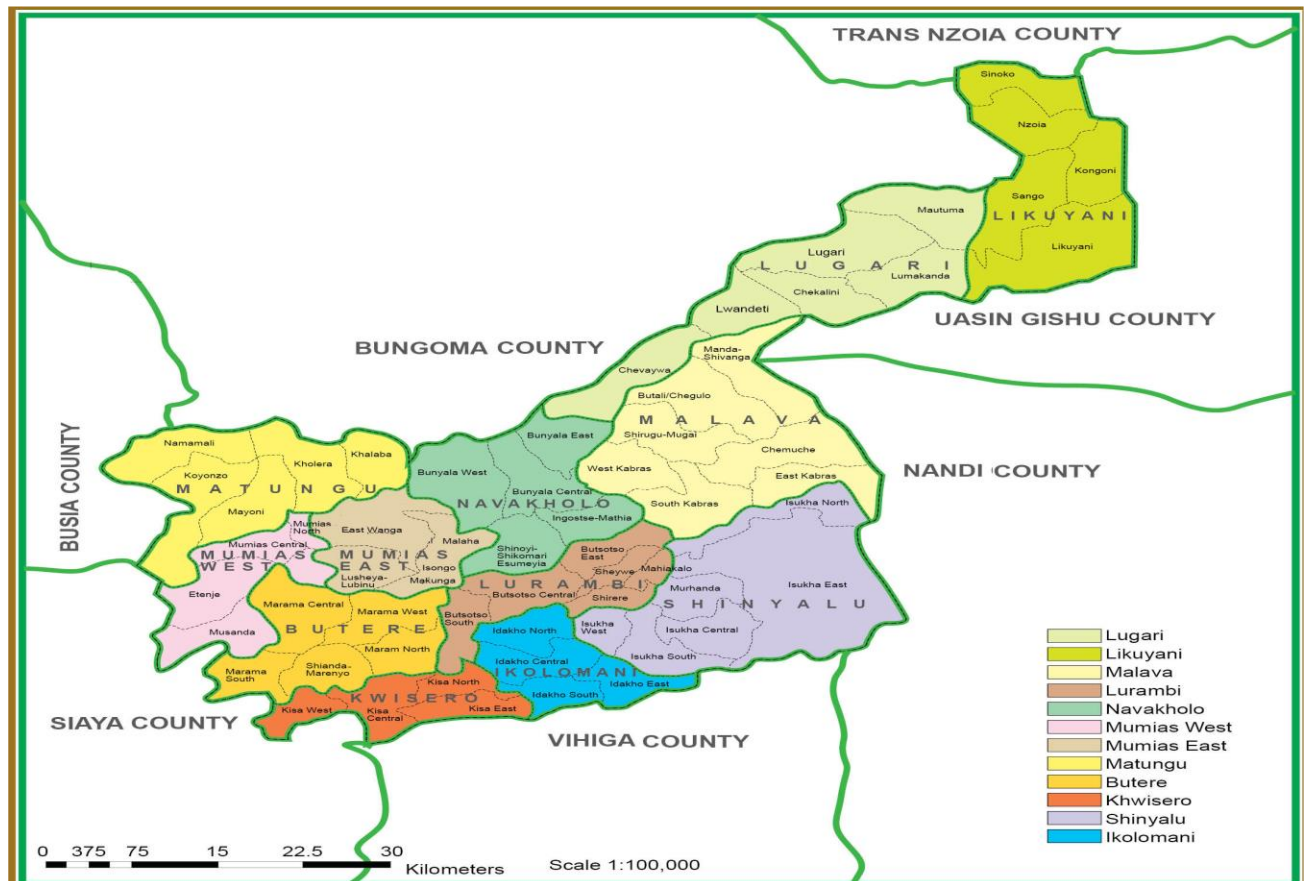 TRANS NZOIA COUNTY
Sinoko
Nzoia
Kongoni
Sango
LIKUYANI
Likuyani
Mautuma
Lugari
LUGARI
Lumakanda
Chekalini
Lwandeti
UASIN GISHU COUNTY
BUNGOMA COUNTY
Manda-
Shivanga
Chevaywa
Butali/Chegulo
MALAVA
Shirugu-Mugai
Chemuche
West Kabras
East Kabras
South Kabras
NANDI COUNTY
BUSIA COUNTY
Namamali
Khalaba
Kholera
Koyonzo
MATUNGU
Mayoni
Bunyala East
Bunyala West
Bunyala Central
NAVAKHOLO
Ingostse-Mathia
Shinoyi-
Shikomari
Esumeyia
Mumias
North
Mumias Central
MUMIAS
WEST
Etenje
Musanda
East Wanga
Malaha
MUMIAS
EAST
Isongo
Lusheya-
Lubinu
Makunga
Butsotso
East
Sheywe
Mahiakalo
LURAMBI
Butsotso Central
Shirere
Butsotso
South
Isukha North
Isukha East
Murhanda
SHINYALU
Isukha
West
Isukha Central
Isukha South
Marama Central
Marama West
BUTERE
Maram North
Marama
South
Shianda-
Marenyo
Idakho North
Idakho Central
IKOLOMANI
Idakho East
Idakho South
Kisa North
KWISERO
Kisa West
Kisa
Central
Kisa East
SIAYA COUNTY
VIHIGA COUNTY
Lugari
Likuyani
Malava
Lurambi
Navakholo
Mumias West
Mumias East
Matungu
Butere
Khwisero
Shinyalu
Ikolomani
0 375 75 15 22.5 30
Kilometers
Scale 1:100,000